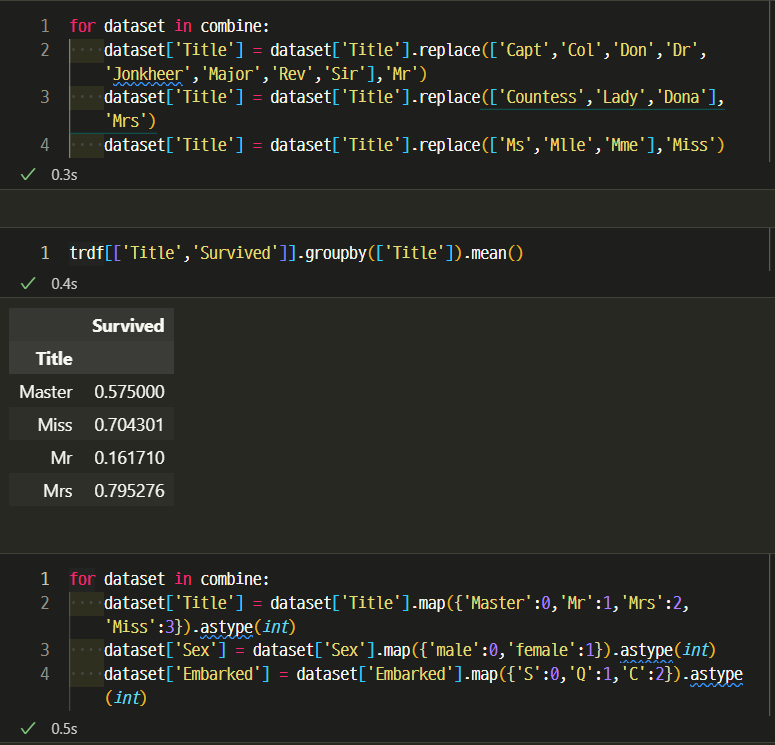 1 for dataset in combine:
2 dataset['Title'] = dataset['Title'].replace(['Capt','Col','Don','Dr',
'Jonkheer','Major','Rev','Sir'],'Mr')
3 dataset['Title'] = dataset['Title'].replace(['Countess','Lady','Dona'],
'Mrs')
4 dataset['Title'] = dataset['Title'].replace(['Ms','Mlle','Mme'],'Miss')
0.3s
1 trdf[['Title','Survived']].groupby(['Title']).mean()
0.4s
Survived
Title
Master 0.575000
Miss 0.704301
Mr 0.161710
Mrs 0.795276
1 for dataset in combine:
2 dataset['Title'] = dataset['Title'].map({'Master':0,'Mr':1,'Mrs':2,
'Miss':3}).astype(int)
3 dataset['Sex'] = dataset['Sex'].map({'male':0,'female':1}).astype(int)
4 dataset['Embarked'] = dataset['Embarked'].map({'S':0,'Q':1,'C':2}).astype
(int)
0.5s